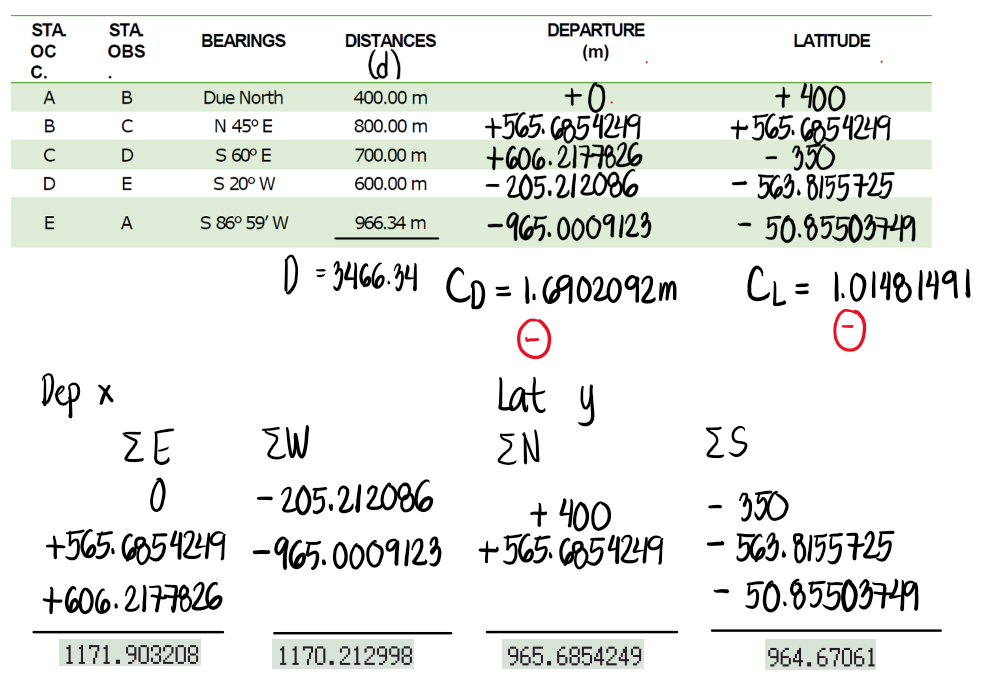 STA. OCC. STA. OBS. BEARINGS DISTANCES (d) DEPARTURE (m) LATITUDE
A B Due North 400.00 m +0 +400
B C N 45º E 800.00 m +565.6854249 +565.6854249
C D S 60º E 700.00 m +606.2177826 - 350
D E S 20º W 600.00 m - 205.212086 - 563.8155725
E A S 86º 59’ W 966.34 m -965.0009123 - 50.85503749
D = 3466.34 C_D = 1.6902092m C_L = 1.01481491
- -
Dep x Lat y
ΣE ΣW ΣN ΣS
0 - 205.212086 + 400 - 350
+565.6854249 -965.0009123 +565.6854249 - 563.8155725
+606.2177826 - 50.85503749
1171.903208 1170.212998 965.6854249 964.67061